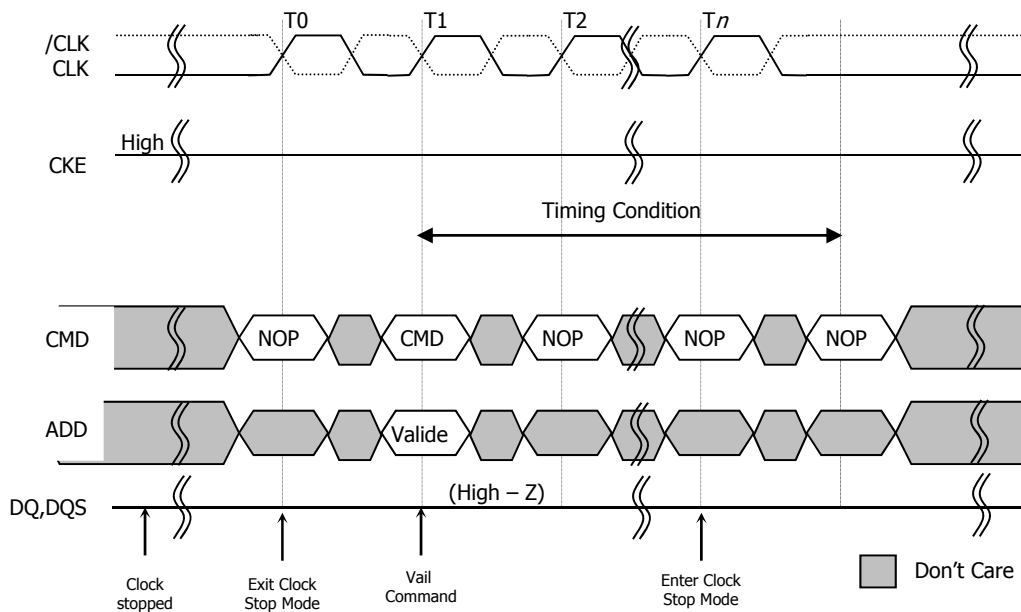 T0 T1 T2 Tn
/CLK
CLK
High
CKE
Timing Condition
CMD NOP CMD NOP NOP NOP
ADD Valide
(High – Z)
DQ,DQS
Clock
stopped
Exit Clock
Stop Mode
Vail
Command
Enter Clock
Stop Mode
Don't Care